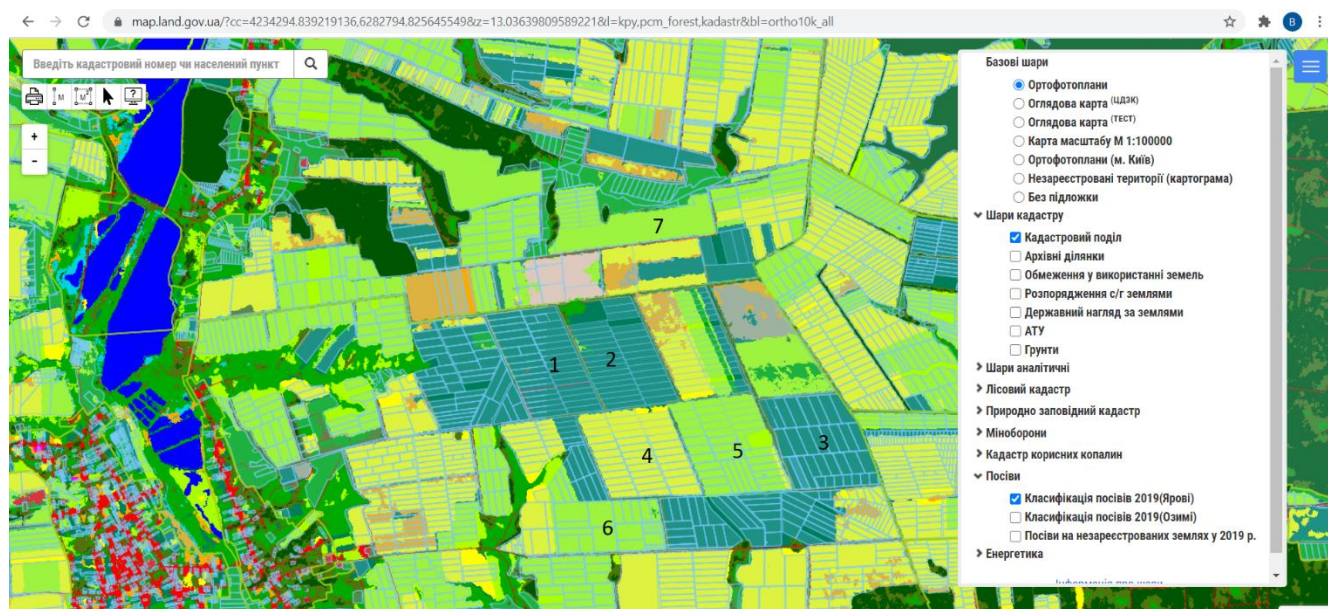 map.land.gov.ua/?cc=4234294.839219136,6282794.825645549&z=13.03639809589221&l=kpy,pcm_forest,kadastr&bl=ortho10k_all
B
Введіть кадастровий номер чи населений пункт
M
M²
?
+
-
Базові шари
Ортофотоплани
Оглядова карта (ЦДЗК)
Оглядова карта (ТЕСТ)
Карта масштабу М 1:100000
Ортофотоплани (м. Київ)
Незареєстровані території (картограма)
Без підложки
Шари кадастру
Кадастровий поділ
Архівні ділянки
Обмеження у використанні земель
Розпорядження с/г землями
Державний нагляд за землями
АТУ
Грунти
Шари аналітичні
Лісовий кадастр
Природно заповідний кадастр
Міноборони
Кадастр корисних копалин
Посіви
Класифікація посівів 2019(Ярові)
Класифікація посівів 2019(Озимі)
Посіви на незареєстрованих землях у 2019 р.
Енергетика
Інформація про шари
7
1
2
4
5
3
6